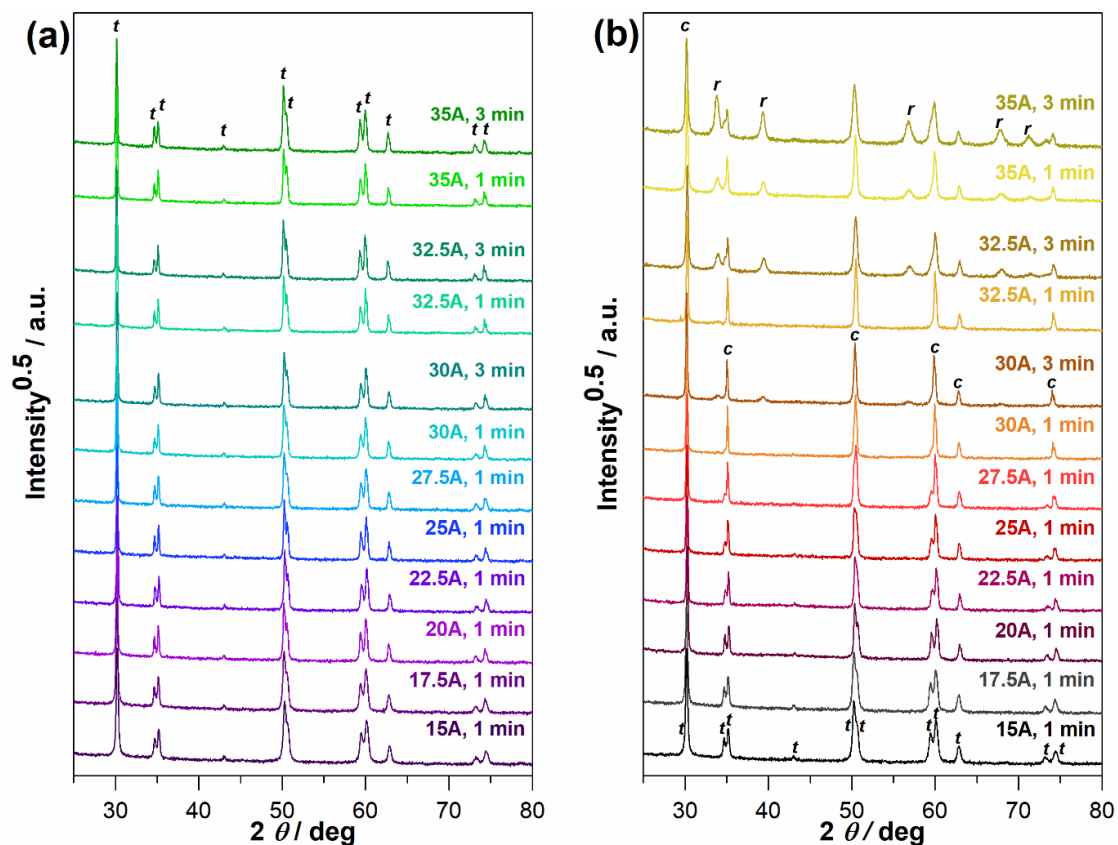 (a)
t
t
t
t
t
t
t
t
t
t
t
35A, 3 min
35A, 1 min
32.5A, 3 min
32.5A, 1 min
30A, 3 min
30A, 1 min
27.5A, 1 min
25A, 1 min
22.5A, 1 min
20A, 1 min
17.5A, 1 min
15A, 1 min
Intensity^0.5 / a.u.
30 40 50 60 70 80
2 θ / deg
(b)
c
r
r
r
r
r
35A, 3 min
35A, 1 min
32.5A, 3 min
32.5A, 1 min
c
c
c
c
c
30A, 3 min
30A, 1 min
27.5A, 1 min
25A, 1 min
22.5A, 1 min
20A, 1 min
17.5A, 1 min
15A, 1 min
t
t
t
t
t
t
t
t
t
t
Intensity^0.5 / a.u.
30 40 50 60 70 80
2 θ / deg